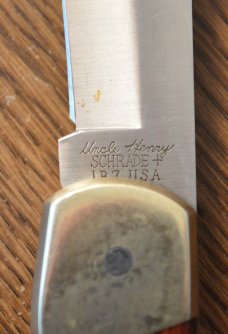 Uncle Henry
SCHRADE+
LB7 U.S.A.